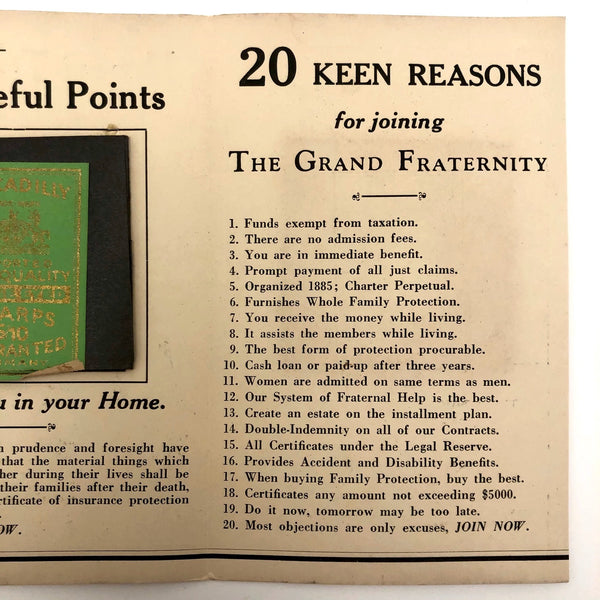 eful Points
CADILLY
QUALITY
ARPS
5/10
ANTED
u in your Home.
n prudence and foresight have
that the material things which
her during their lives shall be
their families after their death,
rtificate of insurance protection
OW.
20 KEEN REASONS
for joining
THE GRAND FRATERNITY
1. Funds exempt from taxation.
2. There are no admission fees.
3. You are in immediate benefit.
4. Prompt payment of all just claims.
5. Organized 1885; Charter Perpetual.
6. Furnishes Whole Family Protection.
7. You receive the money while living.
8. It assists the members while living.
9. The best form of protection procurable.
10. Cash loan or paid-up after three years.
11. Women are admitted on same terms as men.
12. Our System of Fraternal Help is the best.
13. Create an estate on the installment plan.
14. Double-Indemnity on all of our Contracts.
15. All Certificates under the Legal Reserve.
16. Provides Accident and Disability Benefits.
17. When buying Family Protection, buy the best.
18. Certificates any amount not exceeding $5000.
19. Do it now, tomorrow may be too late.
20. Most objections are only excuses, JOIN NOW.